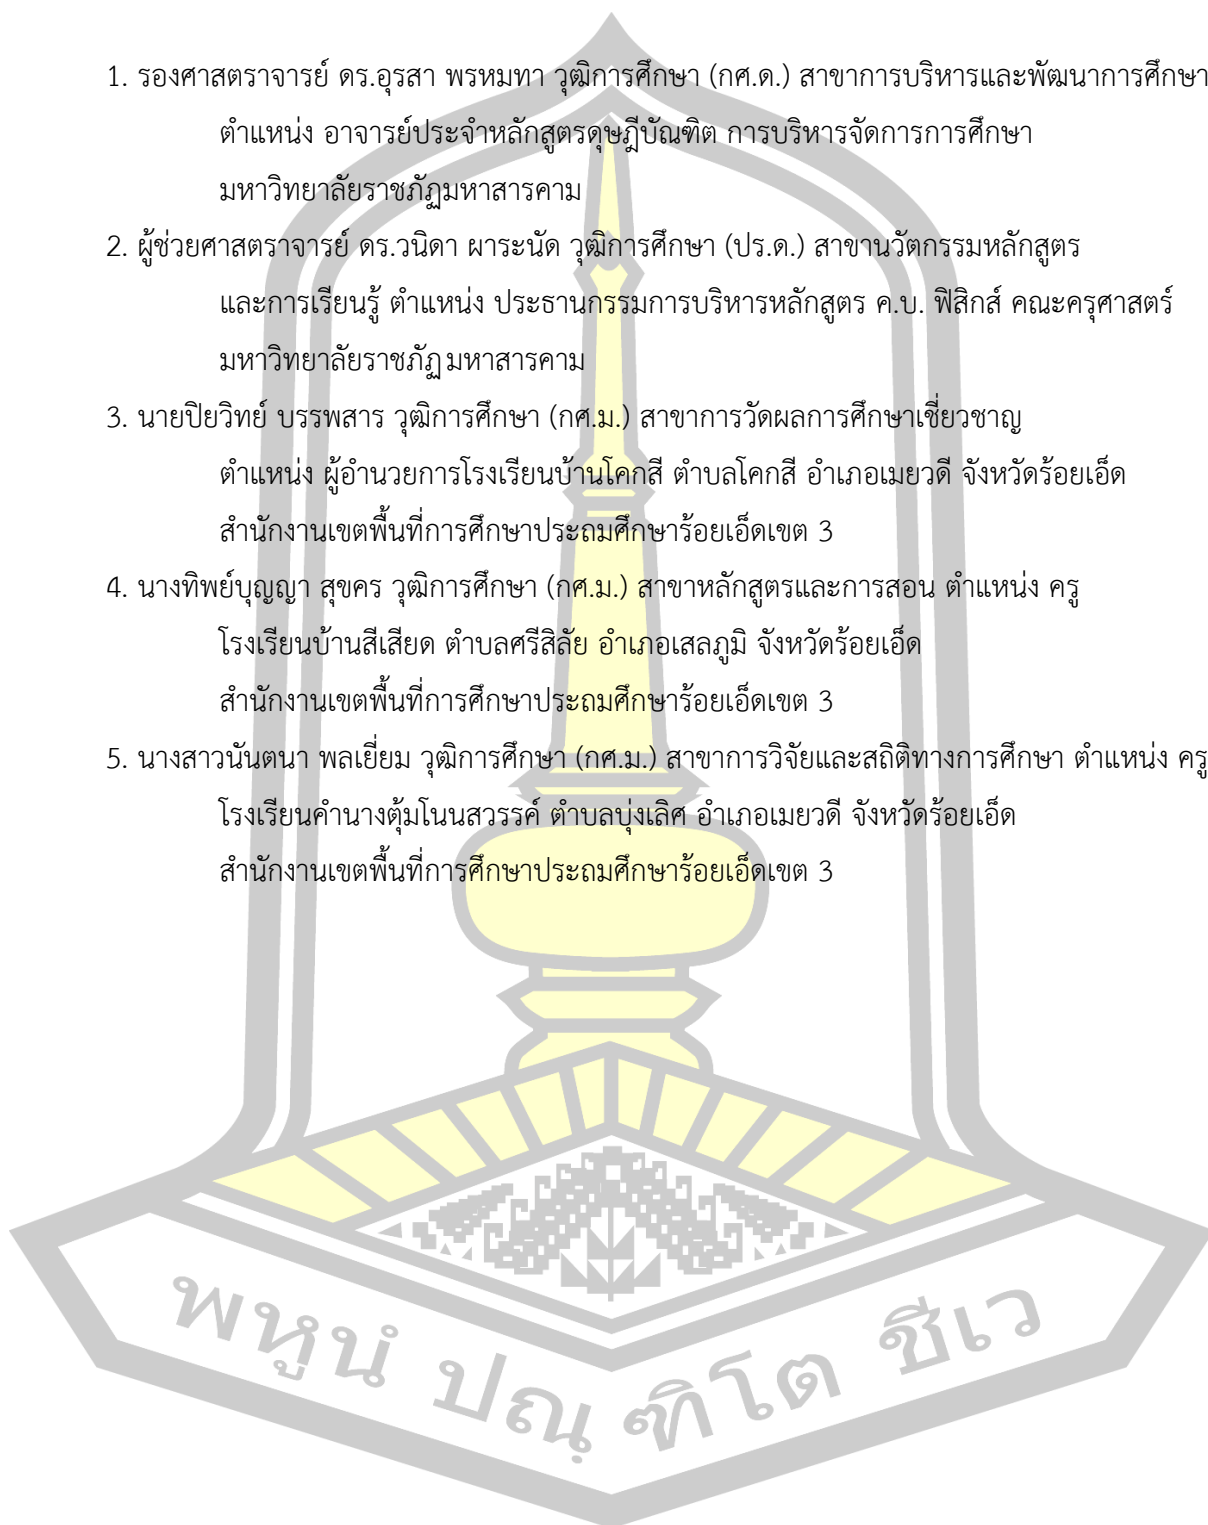 1. รองศาสตราจารย์ ดร.อุรสา พรหมทา วุฒิการศึกษา (กศ.ด.) สาขาการบริหารและพัฒนาการศึกษา
ตำแหน่ง อาจารย์ประจำหลักสูตรดุษฎีบัณฑิต การบริหารจัดการการศึกษา
มหาวิทยาลัยราชภัฏมหาสารคาม
2. ผู้ช่วยศาสตราจารย์ ดร.วนิดา ผาระนัด วุฒิการศึกษา (ปร.ด.) สาขานวัตกรรมหลักสูตร
และการเรียนรู้ ตำแหน่ง ประธานกรรมการบริหารหลักสูตร ค.บ. ฟิสิกส์ คณะครุศาสตร์
มหาวิทยาลัยราชภัฏมหาสารคาม
3. นายปิยวิทย์ บรรพสาร วุฒิการศึกษา (กศ.ม.) สาขาการวัดผลการศึกษาเชี่ยวชาญ
ตำแหน่ง ผู้อำนวยการโรงเรียนบ้านโคกสี ตำบลโคกสี อำเภอเมยวดี จังหวัดร้อยเอ็ด
สำนักงานเขตพื้นที่การศึกษาประถมศึกษาร้อยเอ็ดเขต 3
4. นางทิพย์บุญญา สุขคร วุฒิการศึกษา (กศ.ม.) สาขาหลักสูตรและการสอน ตำแหน่ง ครู
โรงเรียนบ้านสีเสียด ตำบลศรีสิลัย อำเภอเสลภูมิ จังหวัดร้อยเอ็ด
สำนักงานเขตพื้นที่การศึกษาประถมศึกษาร้อยเอ็ดเขต 3
5. นางสาวนันตนา พลเยี่ยม วุฒิการศึกษา (กศ.ม.) สาขาการวิจัยและสถิติทางการศึกษา ตำแหน่ง ครู
โรงเรียนคำนางตุ้มโนนสวรรค์ ตำบลบุ่งเลิศ อำเภอเมยวดี จังหวัดร้อยเอ็ด
สำนักงานเขตพื้นที่การศึกษาประถมศึกษาร้อยเอ็ดเขต 3
พหูนํ ปณฺ ฑิโต ชีเว